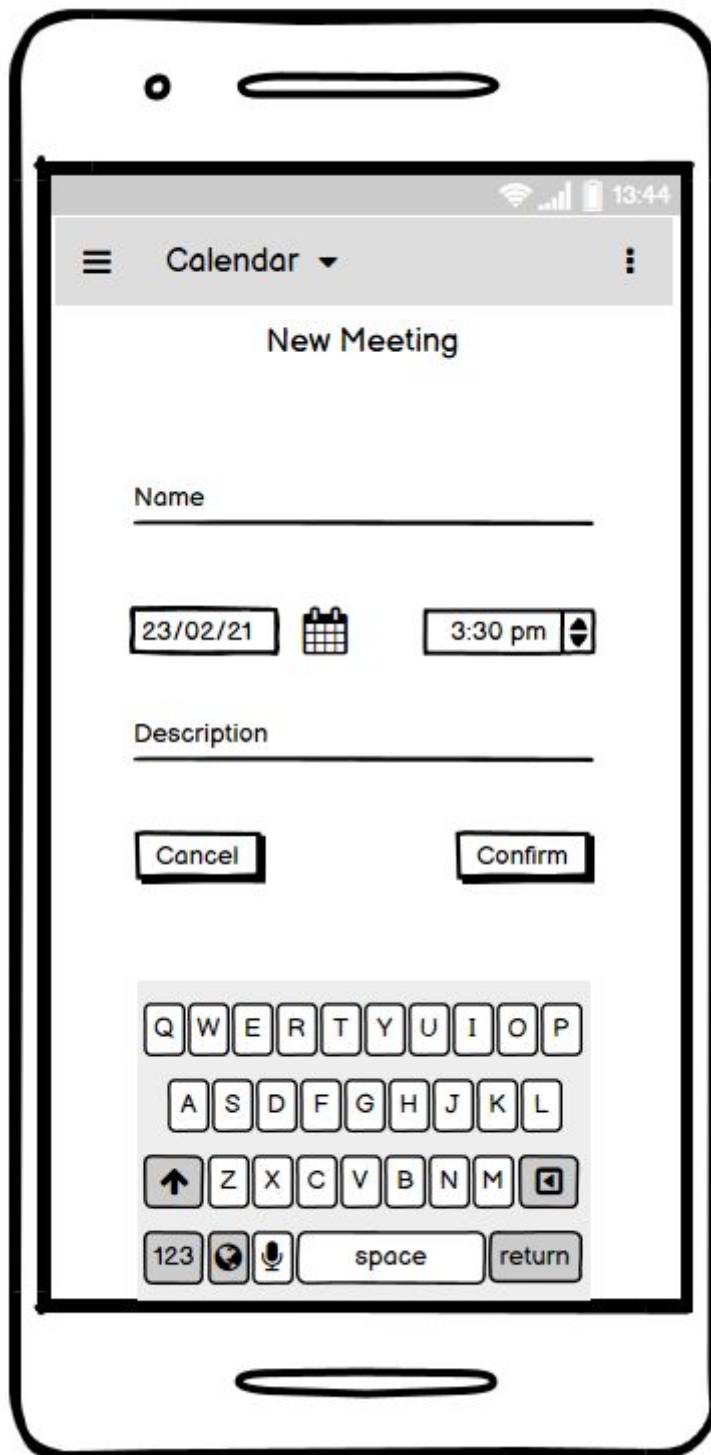 13:44
Calendar
New Meeting
Name
23/02/21 3:30 pm
Description
Cancel Confirm
Q W E R T Y U I O P
A S D F G H J K L
Z X C V B N M
123 space return